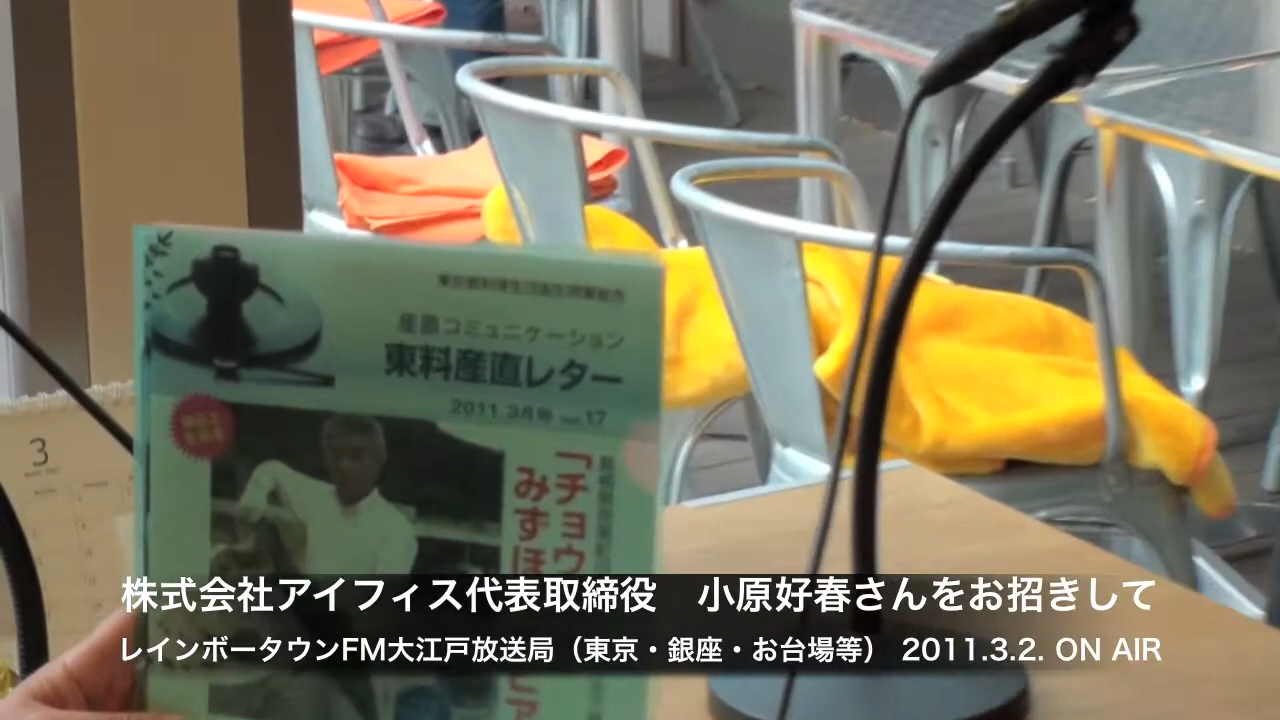 産直コミュニケーション
東料産直レター
2011.3月号 vol.17
「チョウ
みずほ
3
株式会社アイフィス代表取締役 小原好春さんをお招きして
レインボータウンFM大江戸放送局（東京・銀座・お台場等） 2011.3.2. ON AIR